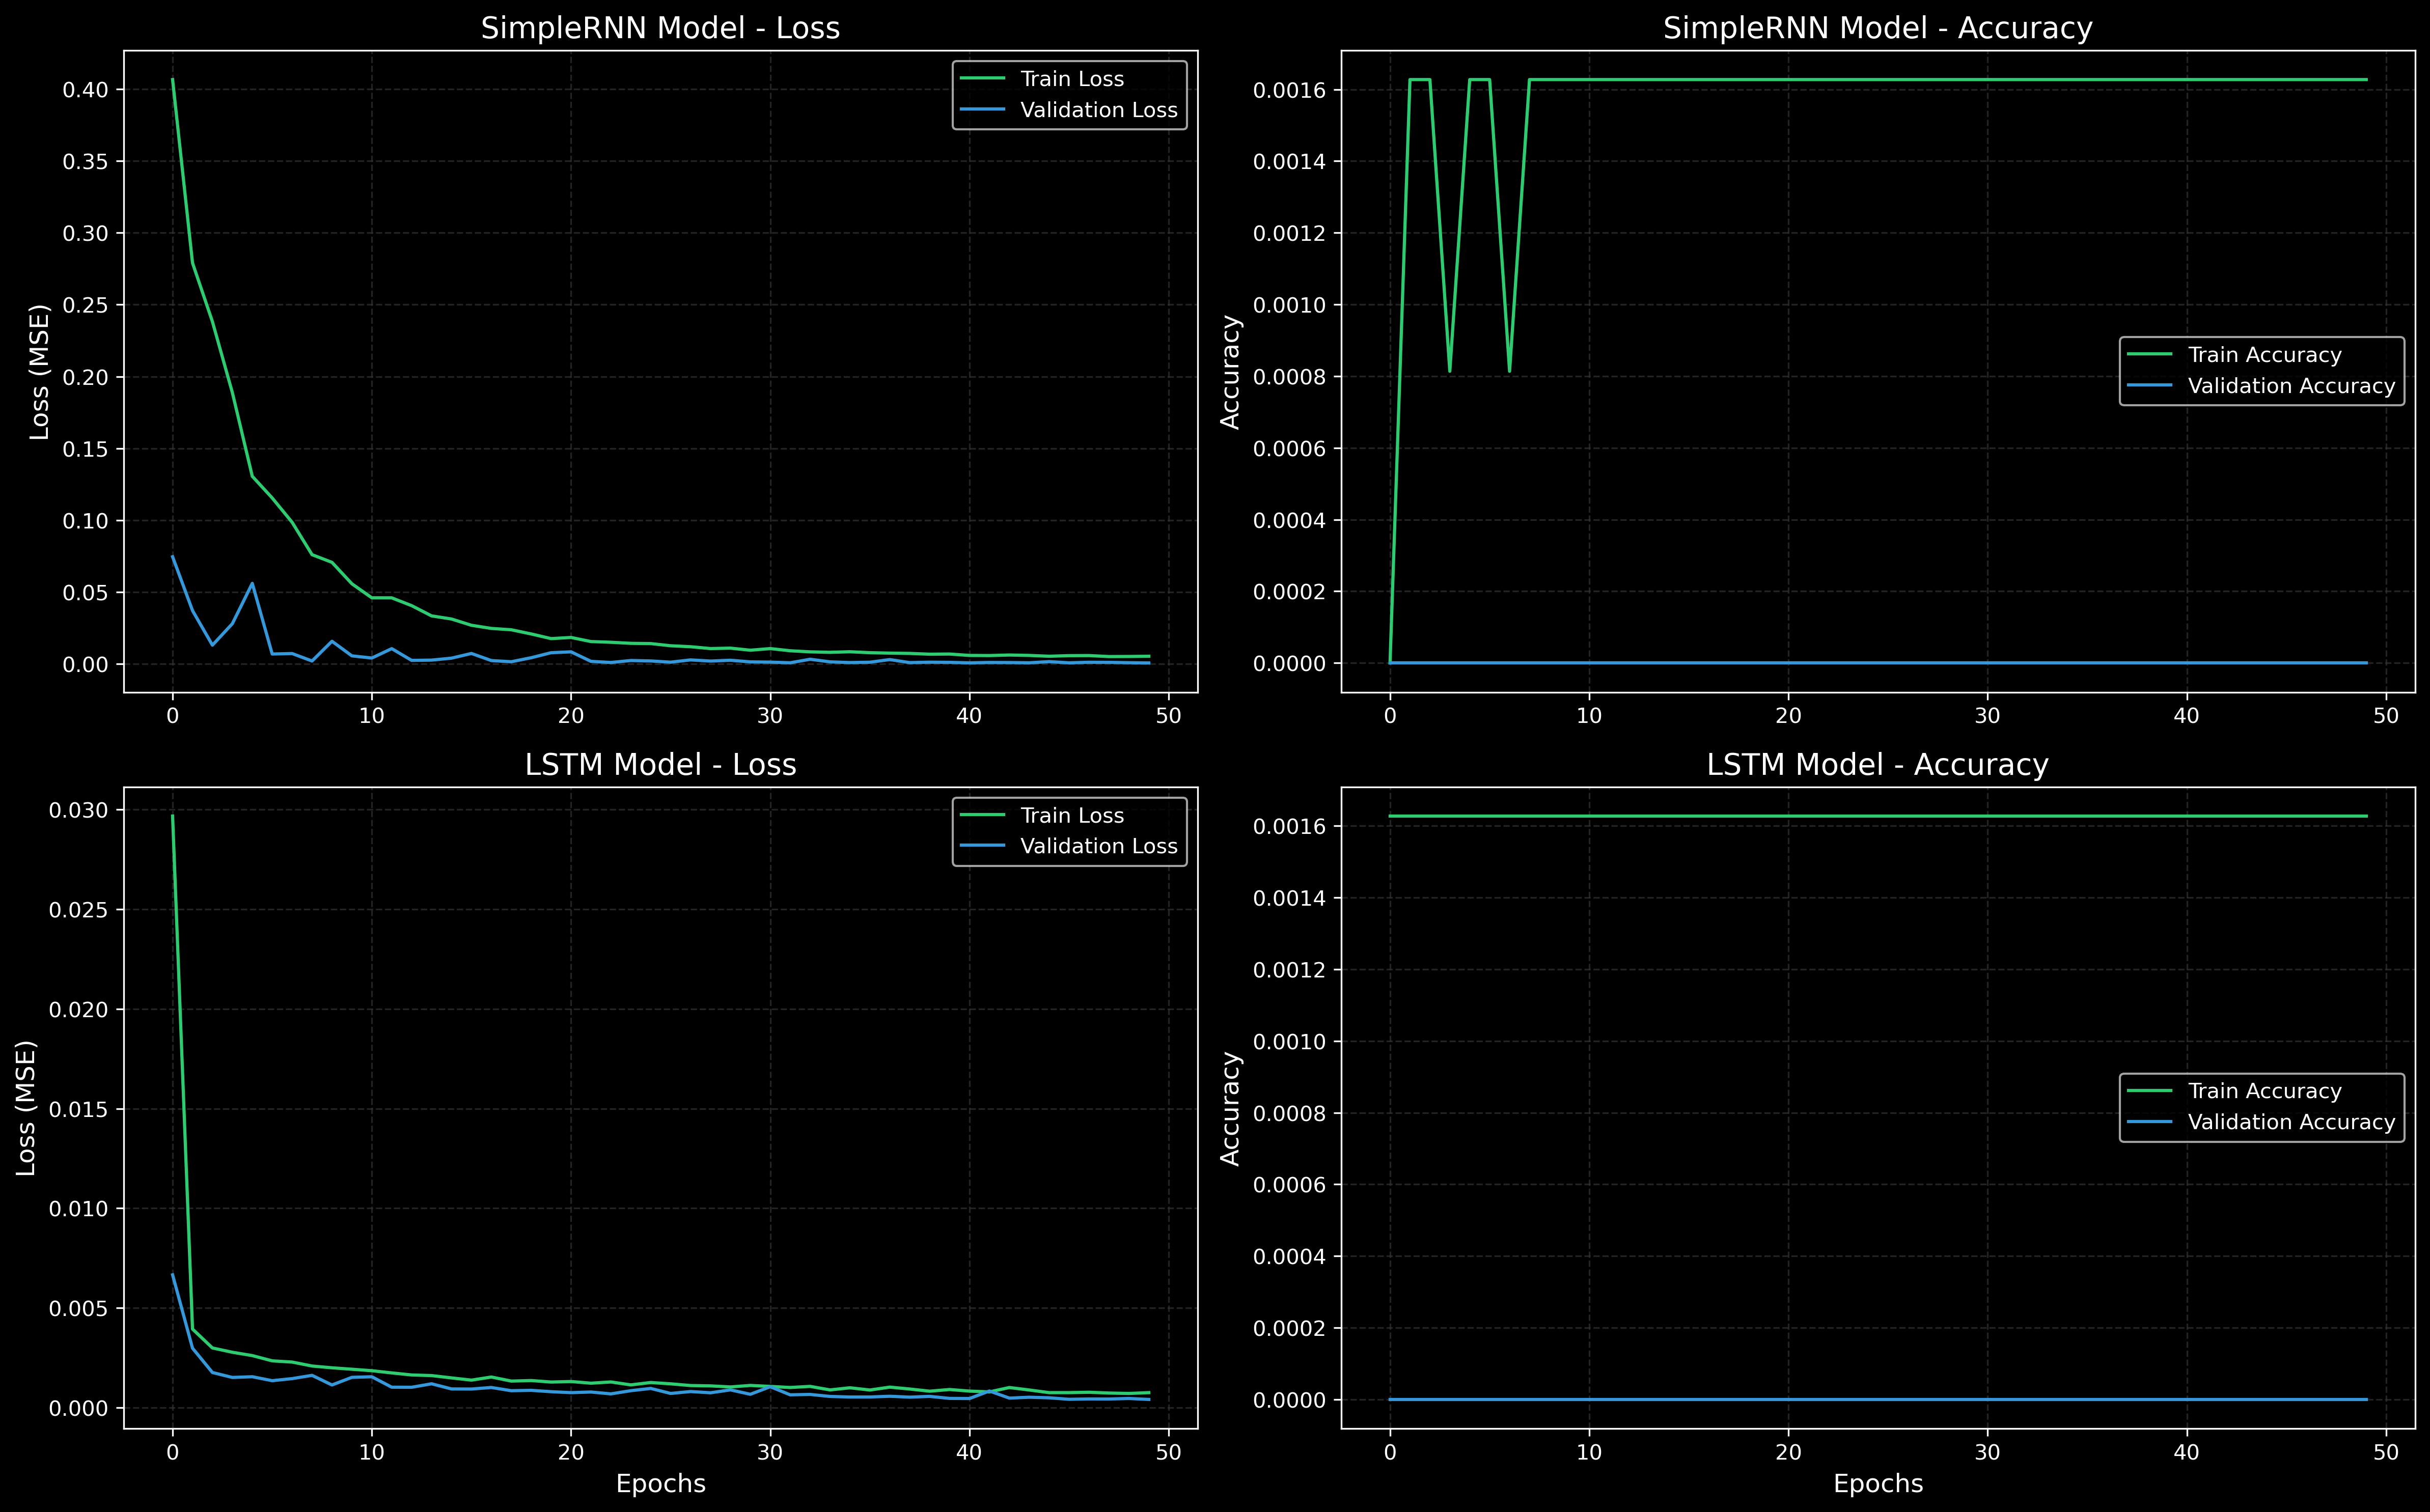 SimpleRNN Model - Loss
Loss (MSE)
0.40
0.35
0.30
0.25
0.20
0.15
0.10
0.05
0.00
0 10 20 30 40 50
Train Loss
Validation Loss
SimpleRNN Model - Accuracy
Accuracy
0.0016
0.0014
0.0012
0.0010
0.0008
0.0006
0.0004
0.0002
0.0000
0 10 20 30 40 50
Train Accuracy
Validation Accuracy
LSTM Model - Loss
Loss (MSE)
0.030
0.025
0.020
0.015
0.010
0.005
0.000
0 10 20 30 40 50
Epochs
Train Loss
Validation Loss
LSTM Model - Accuracy
Accuracy
0.0016
0.0014
0.0012
0.0010
0.0008
0.0006
0.0004
0.0002
0.0000
0 10 20 30 40 50
Epochs
Train Accuracy
Validation Accuracy